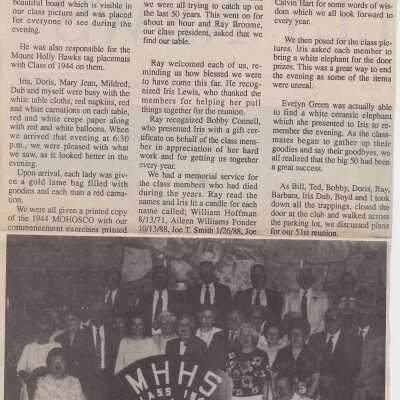 beautiful board which is visible in
our class picture and was placed
for everyone to see during the
evening.
He was also responsible for the
Mount Holly Hawks tag placemats
with Class of 1944 on them.
Iris, Doris, Mary Jean, Mildred,
Dub and myself were busy with the
white table cloths, red napkins, red
and white carnations on each table,
red and white crepe paper along
with red and white balloons. When
we arrived that evening at 6:30
p.m., we were pleased with what
we saw, as it looked better in the
evening.
Upon arrival, each lady was giv-
en a gold lame bag filled with
goodies and each man a red carna-
tion.
We were all given a printed copy
of the 1944 MOHOSCO with our
commencement exercises printed
we were all trying to catch up on
the last 50 years. This went on for
about an hour and Ray Broome,
our class president, asked that we
find our table.
Ray welcomed each of us, re-
minding us how blessed we were
to have come this far. He recog-
nized Iris Lewis, who thanked the
members for helping her pull
things together for the reunion.
Ray recognized Bobby Connell,
who presented Iris with a gift cer-
tificate on behalf of the class mem-
ber in appreciation of her hard
work and for getting us together
every year.
We had a memorial service for
the class members who had died
during the years. Ray read the
names and Iris lit a candle for each
name called; William Hoffman
8/13/71, Aileen Williams Ponder
10/13/88, Joe T. Smith 1/26/88, Joe
Calvin Hart for some words of wis-
dom which we all look forward to
every year.
We then posed for the class pic-
tures. Iris asked each member to
bring a white elephant for the door
prizes. This was a great way to end
the evening as some of the items
were unreal.
Evelyn Green was actually able
to find a white ceramic elephant
which she presented to Iris to re-
member the evening. As the class-
mates began to gather up their
goodies and say their goodbyes, we
all realized that the big 50 had been
a great success.
As Bill, Ted, Bobby, Doris, Ray,
Barbara, Iris, Dub, Boyd and I took
down all the trappings, closed the
door at the club and walked across
the parking lot, we discussed plans
for our 51st reunion.
MHHS